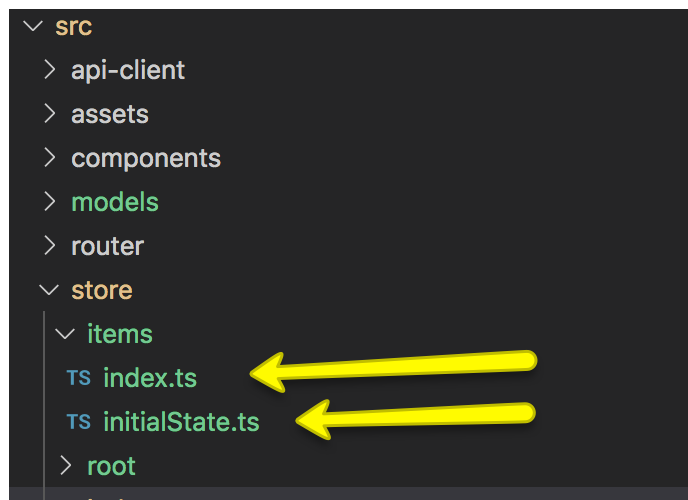 src
api-client
assets
components
models
router
store
items
TS index.ts
TS initialState.ts
root